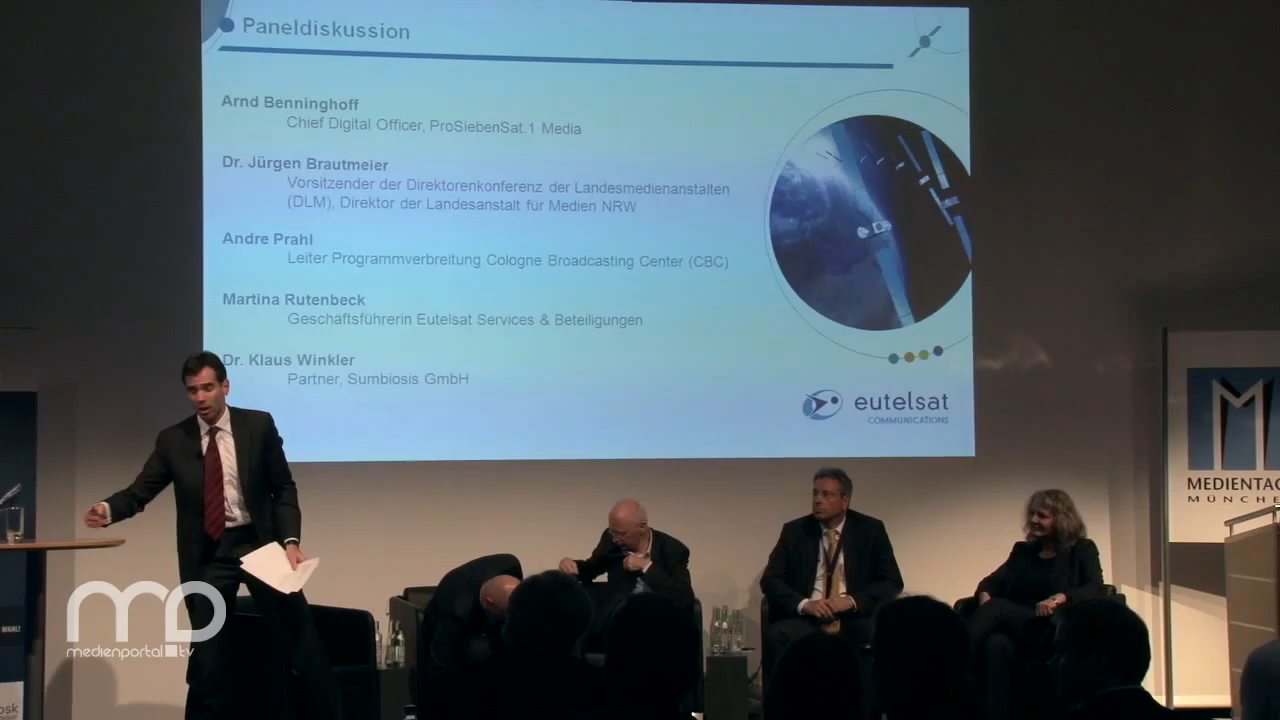 Paneldiskussion
Arnd Benninghoff
Chief Digital Officer, ProSiebenSat.1 Media
Dr. Jürgen Brautmeier
Vorsitzender der Direktorenkonferenz der Landesmedienanstalten
(DLM), Direktor der Landesanstalt für Medien NRW
Andre Prahl
Leiter Programmverbreitung Cologne Broadcasting Center (CBC)
Martina Rutenbeck
Geschäftsführerin Eutelsat Services & Beteiligungen
Dr. Klaus Winkler
Partner, Sumbiosis GmbH
eutelsat
COMMUNICATIONS
MEDIENTAG
MÜNCHE
WAHL!
medienportal.tv
osk